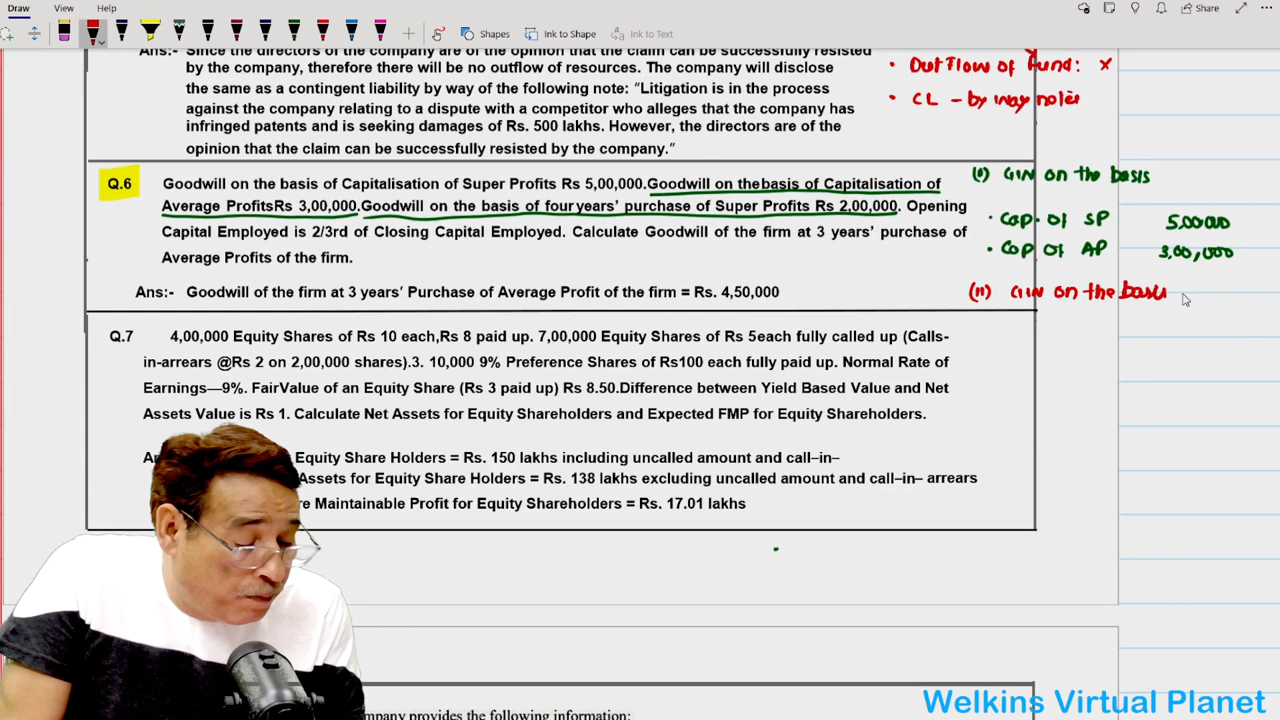 Draw View Help
Share
Shapes Ink to Shape Ink to Text
Ans:- Since the directors of the company are of the opinion that the claim can be successfully resisted
by the company, therefore there will be no outflow of resources. The company will disclose
the same as a contingent liability by way of the following note: “Litigation is in the process
against the company relating to a dispute with a competitor who alleges that the company has
infringed patents and is seeking damages of Rs. 500 lakhs. However, the directors are of the
opinion that the claim can be successfully resisted by the company.”
• Outflow of Fund: x
• CL - by way notes
Q.6 Goodwill on the basis of Capitalisation of Super Profits Rs 5,00,000.Goodwill on thebasis of Capitalisation of
Average ProfitsRs 3,00,000.Goodwill on the basis of fouryears’ purchase of Super Profits Rs 2,00,000. Opening
Capital Employed is 2/3rd of Closing Capital Employed. Calculate Goodwill of the firm at 3 years’ purchase of
Average Profits of the firm.
Ans:- Goodwill of the firm at 3 years’ Purchase of Average Profit of the firm = Rs. 4,50,000
(i) G/W on the basis
• Cap. of SP 5,00000
• Cap of AP 3,00,000
(ii) G/W on the basis
Q.7 4,00,000 Equity Shares of Rs 10 each,Rs 8 paid up. 7,00,000 Equity Shares of Rs 5each fully called up (Calls-
in-arrears @Rs 2 on 2,00,000 shares).3. 10,000 9% Preference Shares of Rs100 each fully paid up. Normal Rate of
Earnings—9%. FairValue of an Equity Share (Rs 3 paid up) Rs 8.50.Difference between Yield Based Value and Net
Assets Value is Rs 1. Calculate Net Assets for Equity Shareholders and Expected FMP for Equity Shareholders.
Equity Share Holders = Rs. 150 lakhs including uncalled amount and call–in–
Assets for Equity Share Holders = Rs. 138 lakhs excluding uncalled amount and call–in– arrears
Maintainable Profit for Equity Shareholders = Rs. 17.01 lakhs
company provides the following information:
Welkins Virtual Planet